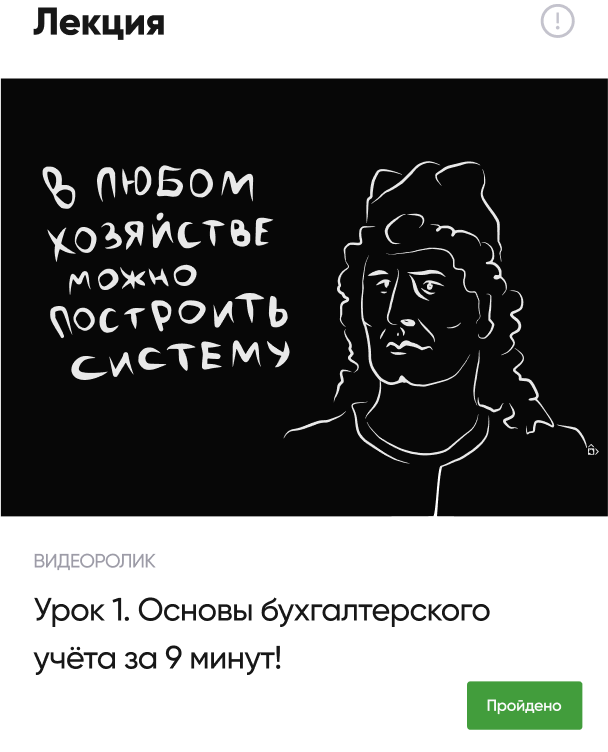 Лекция
В ЛЮБОМ
ХОЗЯЙСТВЕ
МОЖНО
ПОСТРОИТЬ
СИСТЕМУ
ВИДЕОРОЛИК
Урок 1. Основы бухгалтерского
учёта за 9 минут!
Пройдено